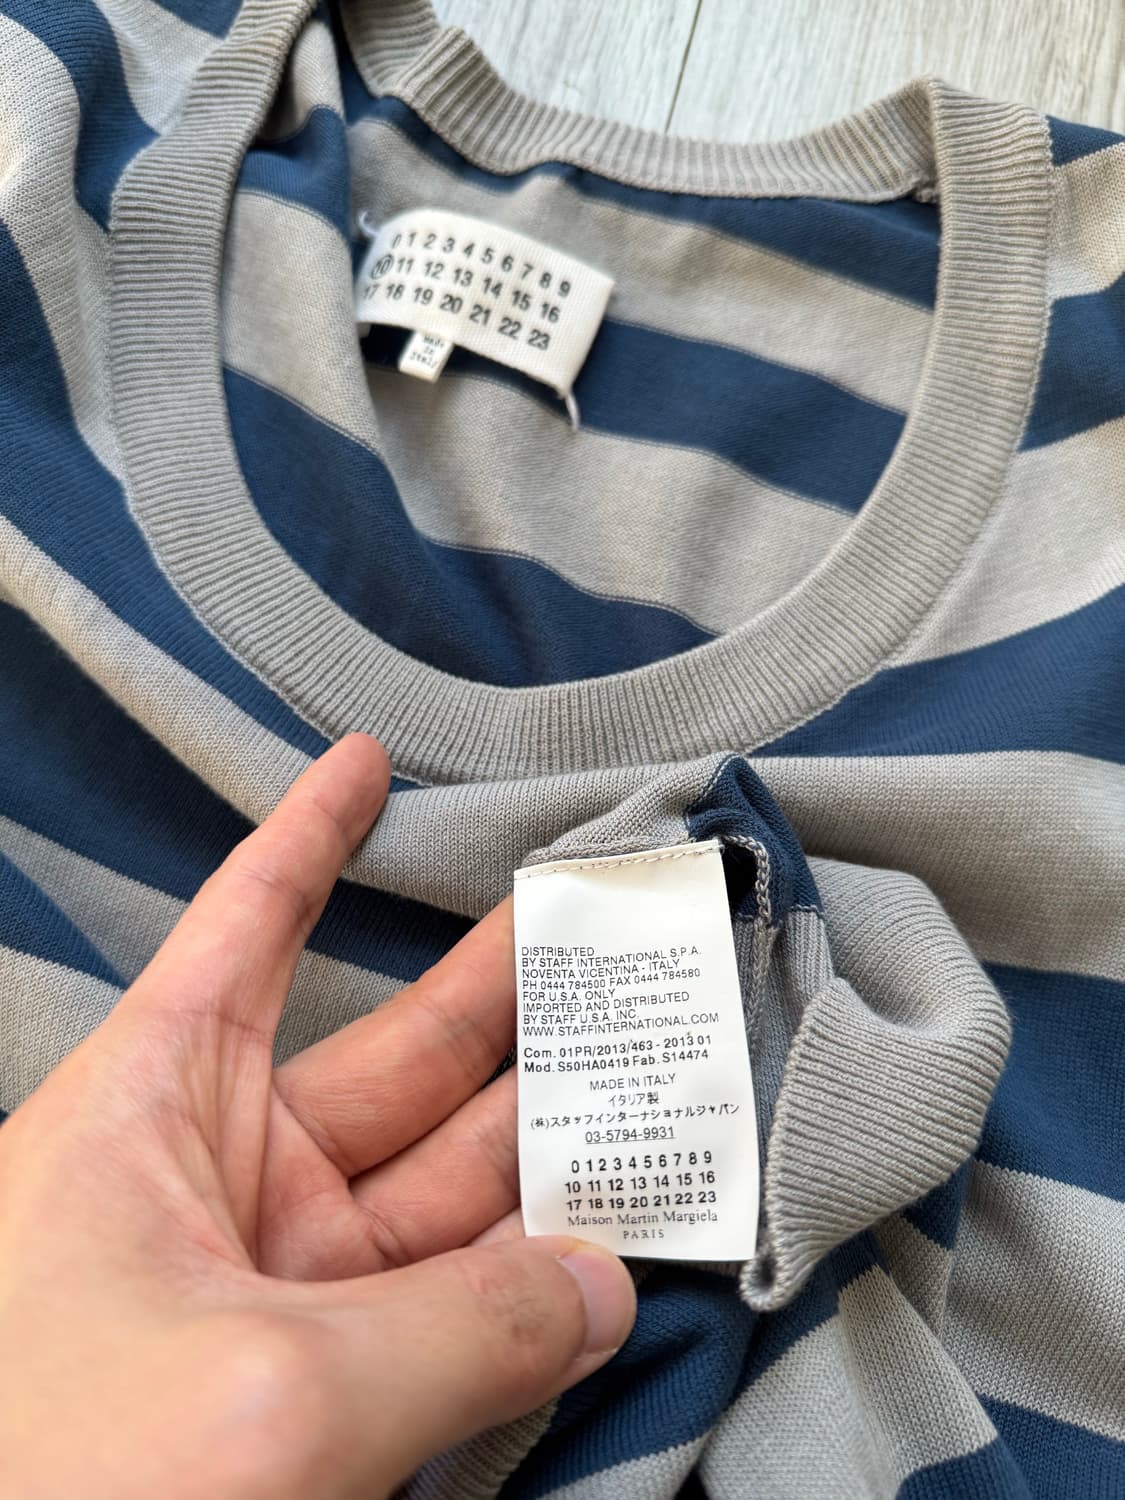 0 1 2 3 4 5 6 7 8 9
10 11 12 13 14 15 16
17 18 19 20 21 22 23
Made
in
Italy
DISTRIBUTED
BY STAFF INTERNATIONAL S.P.A.
NOVENTA VICENTINA - ITALY
PH 0444 784500 FAX 0444 784580
FOR U.S.A. ONLY
IMPORTED AND DISTRIBUTED
BY STAFF U.S.A. INC
WWW.STAFFINTERNATIONAL.COM
Com. 01PR/2013/463 - 2013 01
Mod. S50HA0419 Fab. S14474
MADE IN ITALY
イタリア製
(株)スタッフインターナショナルジャパン
03-5794-9931
0 1 2 3 4 5 6 7 8 9
10 11 12 13 14 15 16
17 18 19 20 21 22 23
Maison Martin Margiela
PARIS